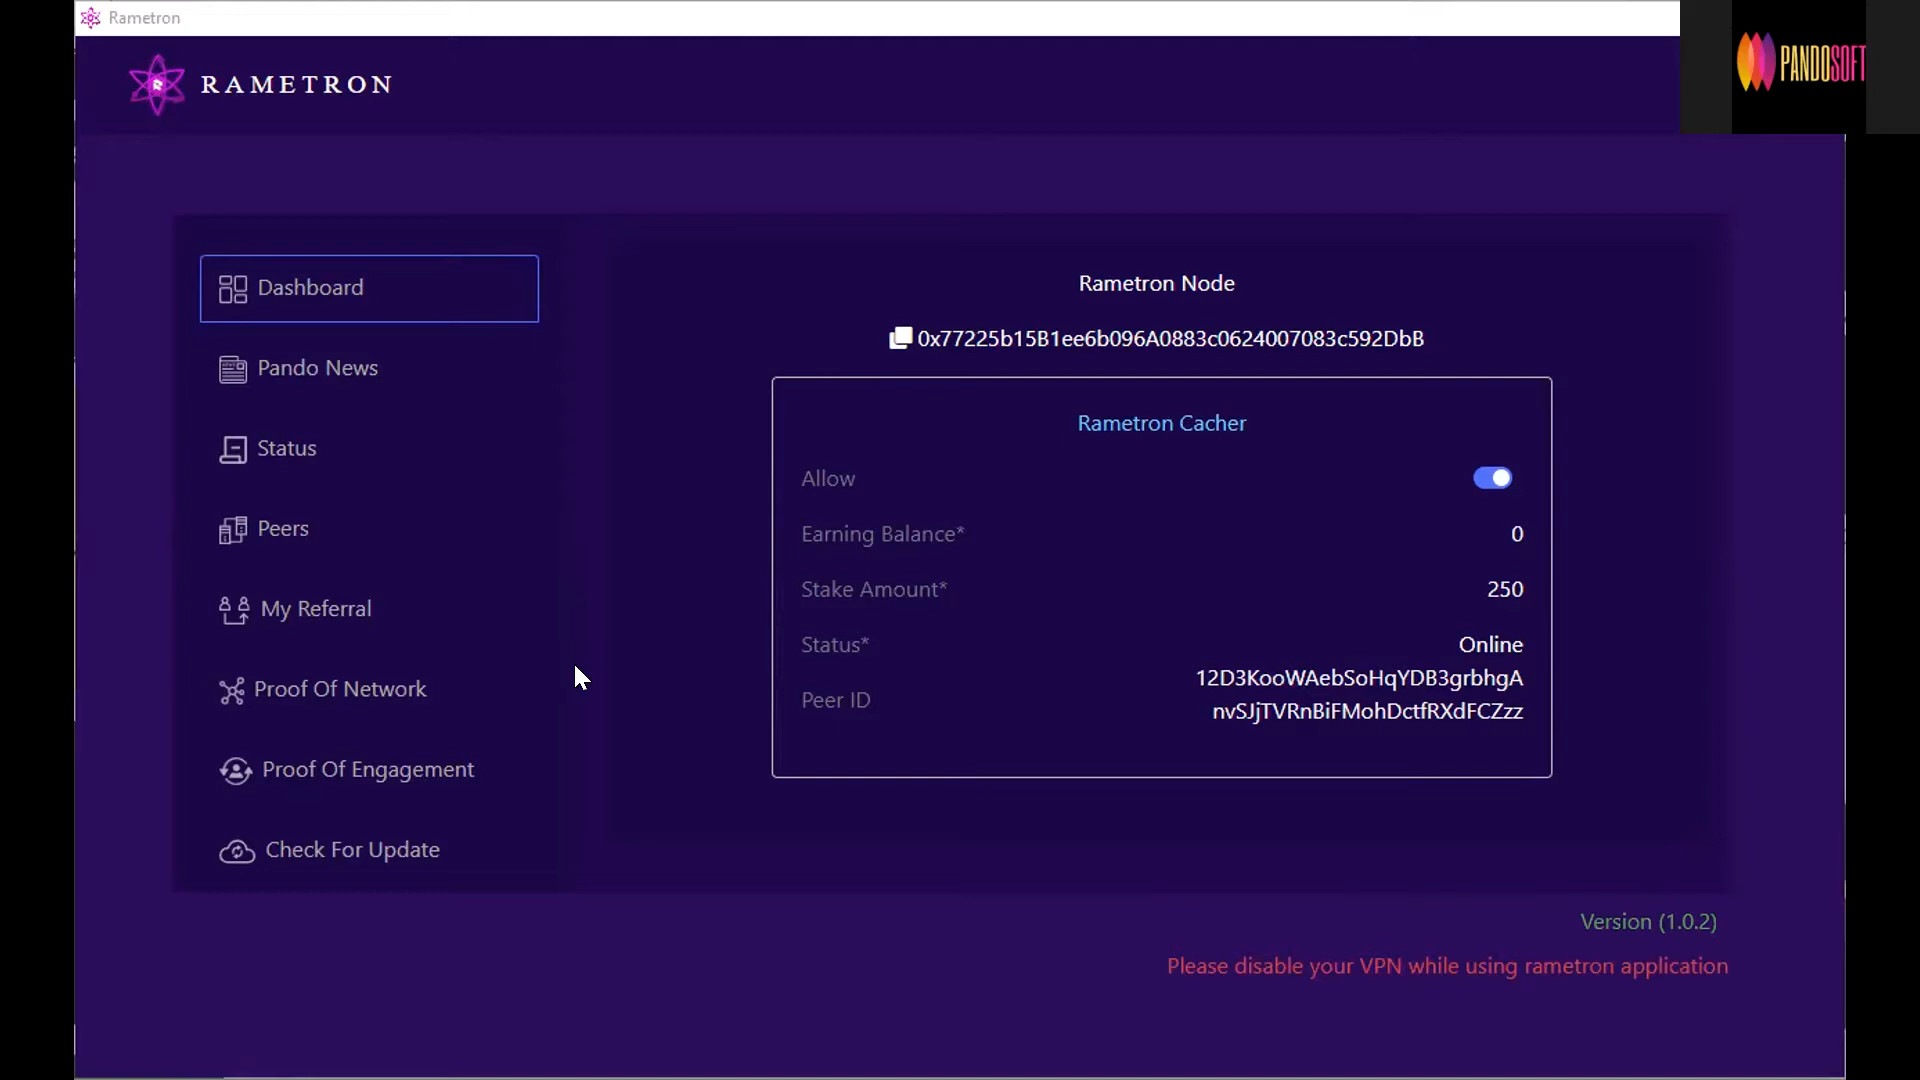 Rametron
RAMETRON
PANDOSOFT
Dashboard
Pando News
Status
Peers
My Referral
Proof Of Network
Proof Of Engagement
Check For Update
Rametron Node
0x77225b15B1ee6b096A0883c0624007083c592DbB
Rametron Cacher
Allow
Earning Balance* 0
Stake Amount* 250
Status* Online
Peer ID 12D3KooWAebSoHqYDB3grbhgA
nvSJjTVRnBiFMohDctfRXdFCZzz
Version (1.0.2)
Please disable your VPN while using rametron application